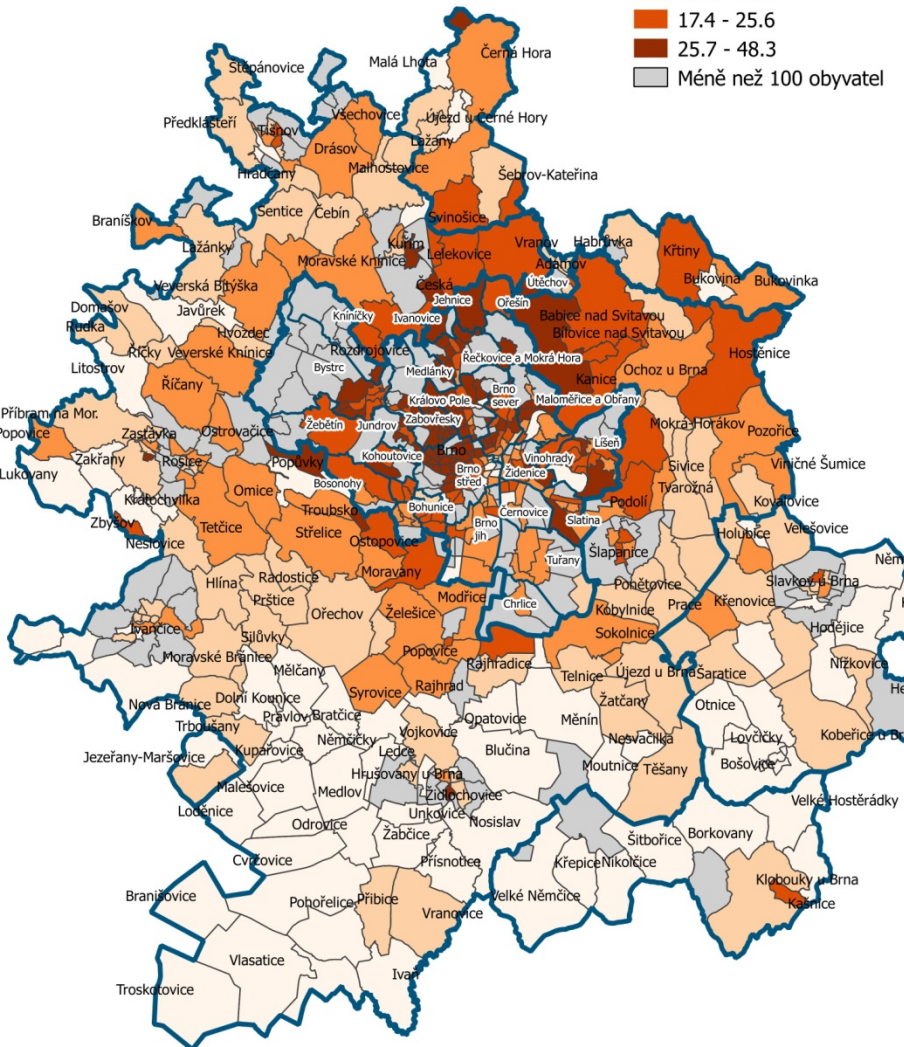 17.4 - 25.6
25.7 - 48.3
Méně než 100 obyvatel
Štěpánovice
Malá Lhota
Černá Hora
Předklášteří
Tišnov
Všechovice
Újezd u Černé Hory
Lažany
Drásov
Malhostovice
Hradčany
Šebrov-Kateřina
Braníškov
Sentice
Čebín
Svinošice
Lažánky
Moravské Knínice
Kuřim
Lelekovice
Vranov
Habrůvka
Křtiny
Adamov
Bukovina
Bukovinka
Útěchov
Veverská Bítýška
Česká
Jehnice
Ořešín
Domašov
Javůrek
Hvozdec
Kníničky
Ivanovice
Babice nad Svitavou
Bílovice nad Svitavou
Rudka
Říčky
Veverské Knínice
Rozdrojovice
Řečkovice a Mokrá Hora
Hostěnice
Litostrov
Bystrc
Medlánky
Kanice
Ochoz u Brna
Říčany
Královo Pole
Brno
sever
Maloměřice a Obřany
Příbram na Mor.
Popovice
Žebětín
Jundrov
Žabovřesky
Mokrá-Horákov
Pozořice
Zastávka
Ostrovačice
Líšeň
Zakřany
Rosice
Popůvky
Kohoutovice
Brno
Vinohrady
Sivice
Viničné Šumice
Lukovany
Brno
střed
Židenice
Tvarožná
Kovalovice
Kratochvilka
Omice
Bosonohy
Bohunice
Černovice
Podolí
Zbýšov
Tetčice
Troubsko
Střelice
Ostopovice
Brno
jih
Slatina
Holubice
Velešovice
Neslovice
Tuřany
Šlapanice
Moravany
Slavkov u Brna
Hlína
Radostice
Modřice
Chrlice
Ponětovice
Prštice
Ořechov
Želešice
Kobylnice
Prace
Křenovice
Ivančice
Hodějice
Silůvky
Popovice
Sokolnice
Moravské Bránice
Mělčany
Rajhradice
Nížkovice
Syrovice
Rajhrad
Telnice
Újezd u Brna
Šaratice
Nová Bránice
Dolní Kounice
Žatčany
Otnice
Trboušany
Pravlov
Bratčice
Opatovice
Měnín
Vojkovice
Kupařovice
Němčičky
Ledce
Blučina
Nesvačilka
Lovčičky
Jezeřany-Maršovice
Hrušovany u Brna
Moutnice
Bošovice
Malešovice
Medlov
Židlochovice
Těšany
Loděnice
Unkovice
Nosislav
Velké Hostěrádky
Odrovice
Žabčice
Šitbořice
Borkovany
Cvrčovice
Přísnotice
Křepice
Nikolčice
Klobouky u Brna
Branišovice
Pohořelice
Přibice
Vranovice
Velké Němčice
Kašnice
Vlasatice
Ivaň
Troskotovice